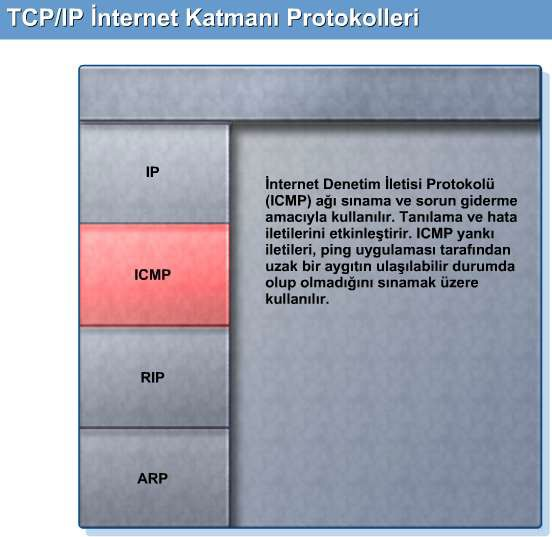 TCP/IP İnternet Katmanı Protokolleri
IP
ICMP
RIP
ARP
İnternet Denetim İletisi Protokolü
(ICMP) ağı sınama ve sorun giderme
amacıyla kullanılır. Tanılama ve hata
iletilerini etkinleştirir. ICMP yankı
iletileri, ping uygulaması tarafından
uzak bir aygıtın ulaşılabilir durumda
olup olmadığını sınamak üzere
kullanılır.